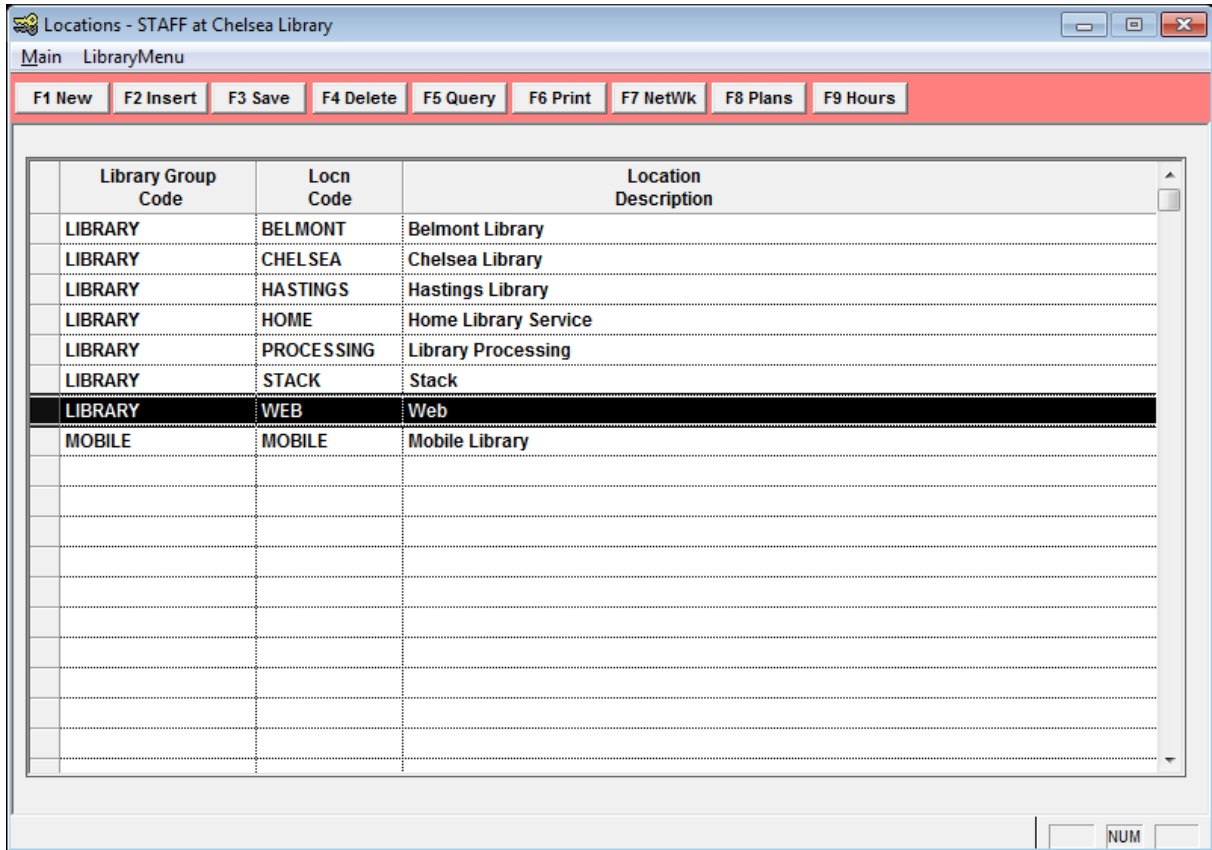 Locations - STAFF at Chelsea Library
Main LibraryMenu
F1 New F2 Insert F3 Save F4 Delete F5 Query F6 Print F7 NetWk F8 Plans F9 Hours
Library Group Code Locn Code Location Description
LIBRARY BELMONT Belmont Library
LIBRARY CHELSEA Chelsea Library
LIBRARY HASTINGS Hastings Library
LIBRARY HOME Home Library Service
LIBRARY PROCESSING Library Processing
LIBRARY STACK Stack
LIBRARY WEB Web
MOBILE MOBILE Mobile Library
NUM